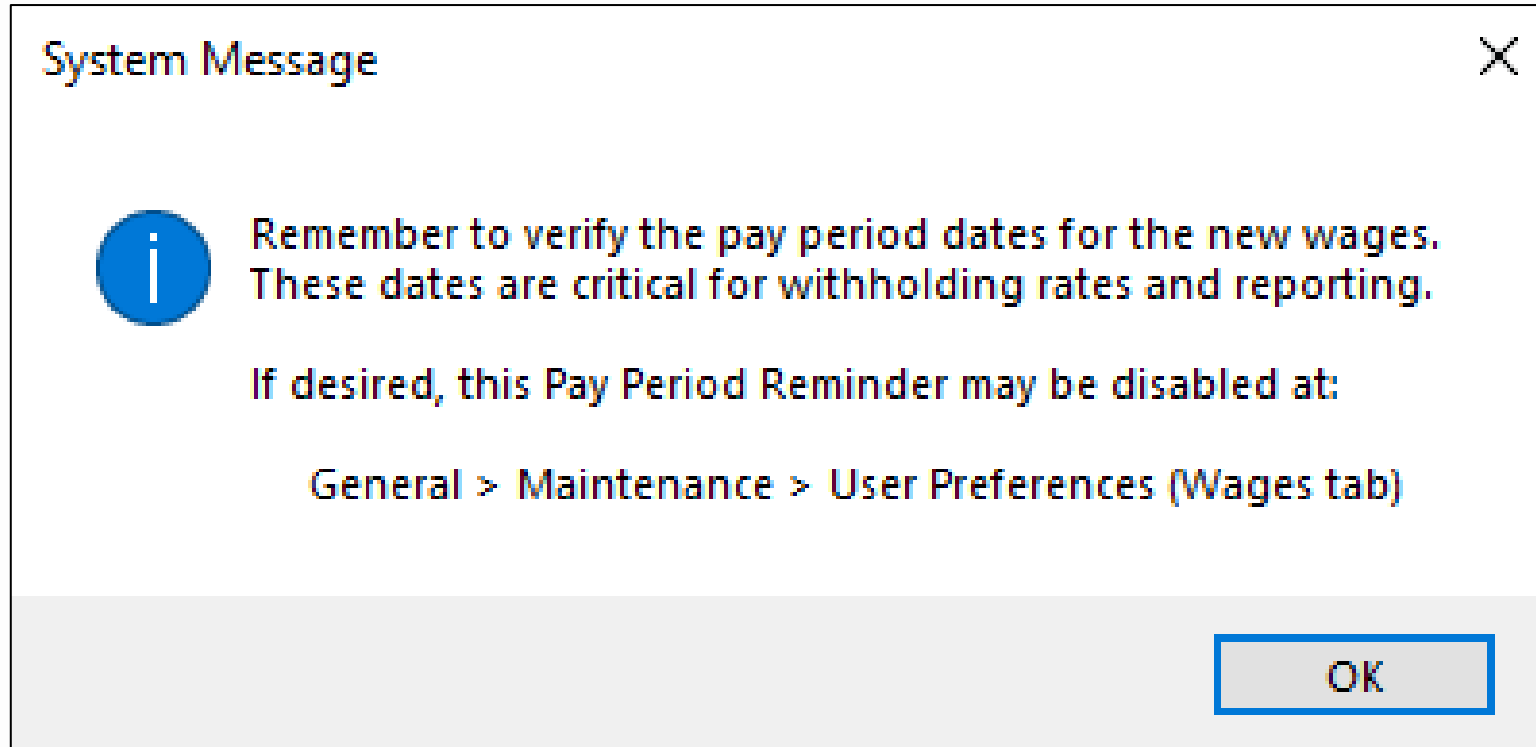 System Message
Remember to verify the pay period dates for the new wages.
These dates are critical for withholding rates and reporting.
If desired, this Pay Period Reminder may be disabled at:
General > Maintenance > User Preferences (Wages tab)
OK